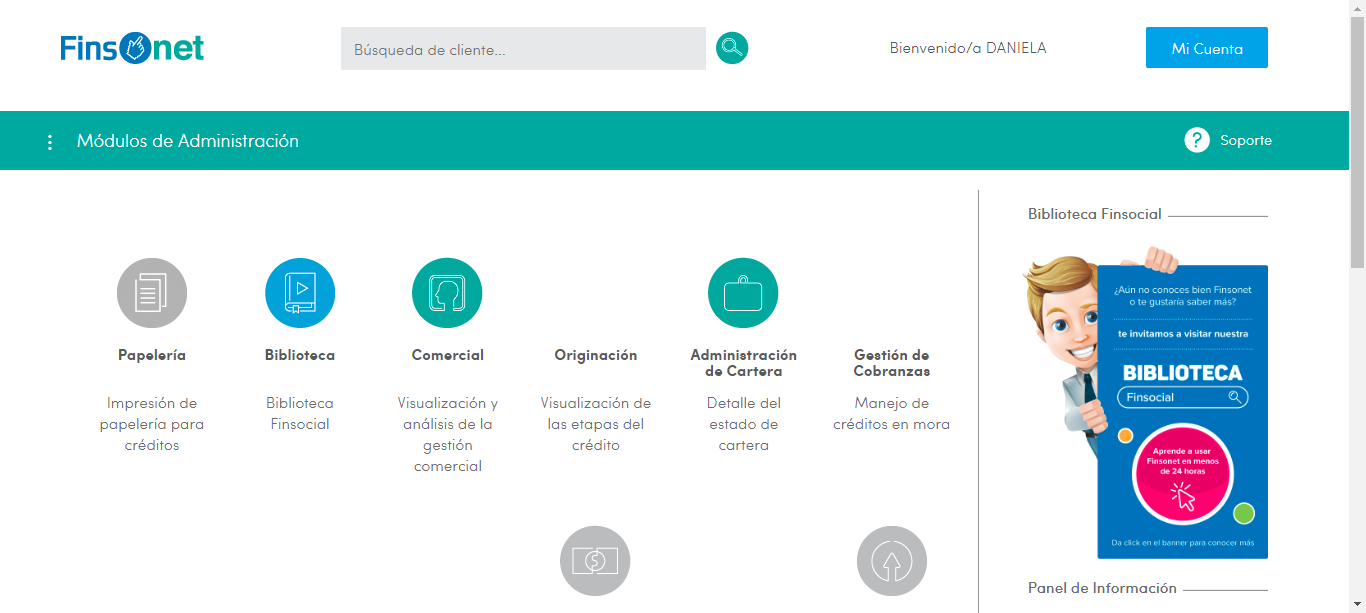 Finsonet
Búsqueda de cliente...
Bienvenido/a DANIELA
Mi Cuenta
Módulos de Administración
? Soporte
Papelería
Impresión de
papelería para
créditos
Biblioteca
Biblioteca
Finsocial
Comercial
Visualización y
análisis de la
gestión
comercial
Originación
Visualización de
las etapas del
crédito
Administración
de Cartera
Detalle del
estado de
cartera
Gestión de
Cobranzas
Manejo de
créditos en mora
$
Biblioteca Finsocial
¿Aún no conoces bien Finsonet
o te gustaría saber más?
te invitamos a visitar nuestra
BIBLIOTECA
Finsocial
Aprende a usar
Finsonet en menos
de 24 horas
Da click en el banner para conocer más
Panel de Información